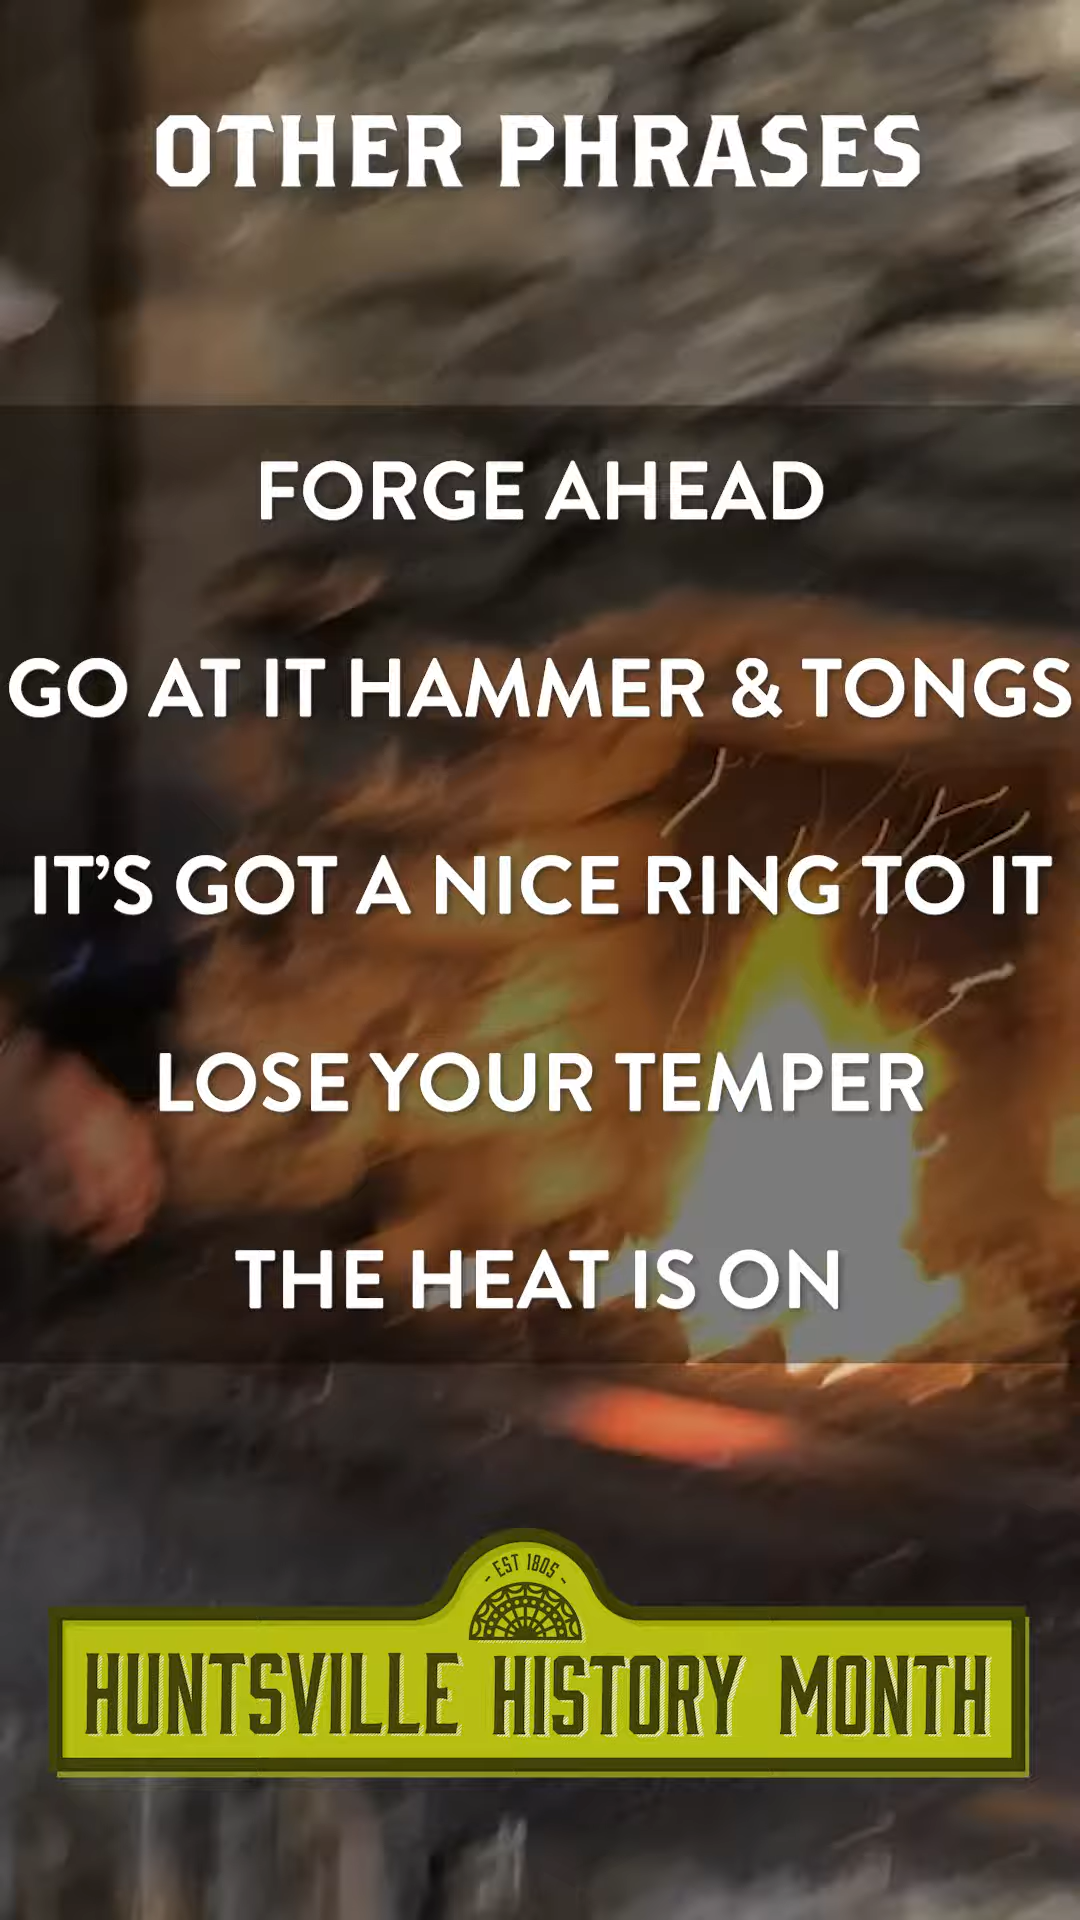 OTHER PHRASES
FORGE AHEAD
GO AT IT HAMMER & TONGS
IT’S GOT A NICE RING TO IT
LOSE YOUR TEMPER
THE HEAT IS ON
- EST 1805 -
HUNTSVILLE HISTORY MONTH